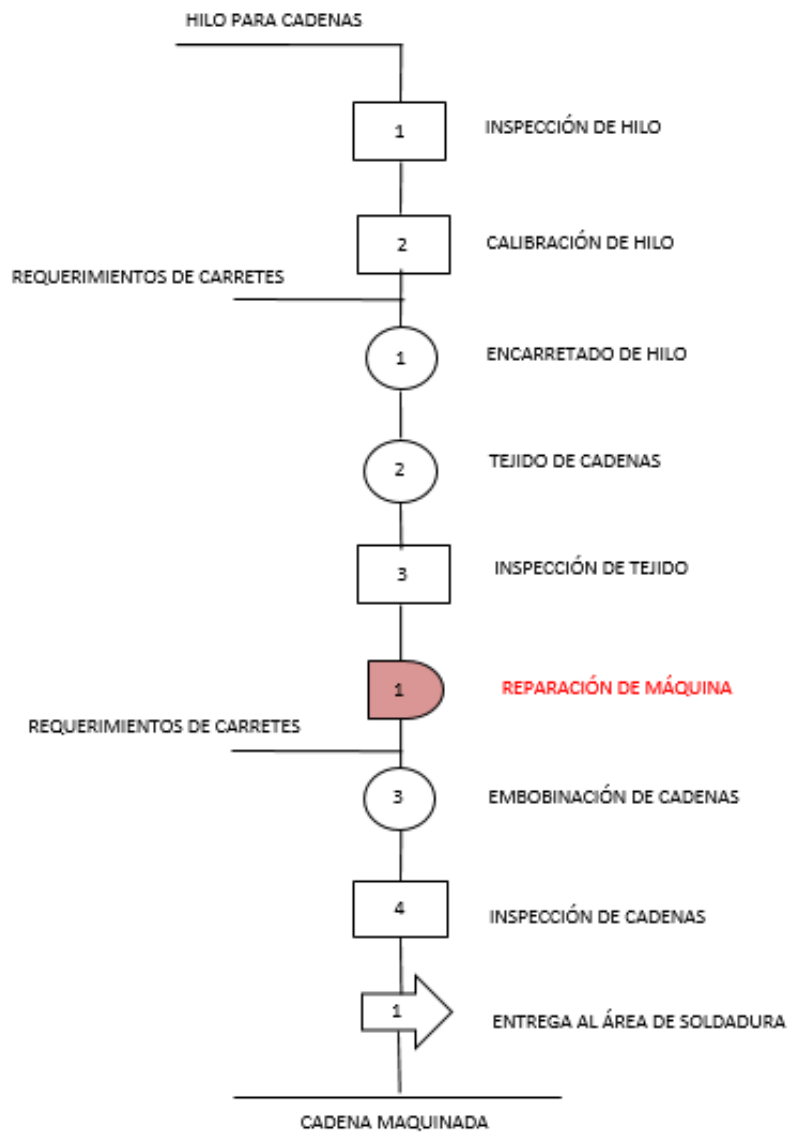 HILO PARA CADENAS
1
INSPECCIÓN DE HILO
2
CALIBRACIÓN DE HILO
REQUERIMIENTOS DE CARRETES
1
ENCARRETADO DE HILO
2
TEJIDO DE CADENAS
3
INSPECCIÓN DE TEJIDO
1
REPARACIÓN DE MÁQUINA
REQUERIMIENTOS DE CARRETES
3
EMBOBINACIÓN DE CADENAS
4
INSPECCIÓN DE CADENAS
1
ENTREGA AL ÁREA DE SOLDADURA
CADENA MAQUINADA